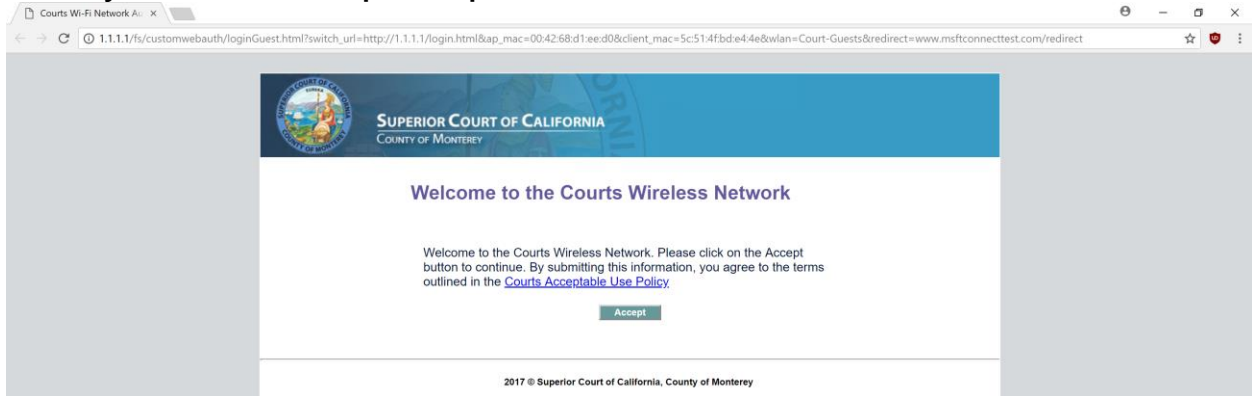 Courts Wi-Fi Network Au
1.1.1.1/fs/customwebauth/loginGuest.html?switch_url=http://1.1.1.1/login.html&ap_mac=00:42:68:d1:ee:d0&client_mac=5c:51:4f:bd:e4:4e&wlan=Court-Guests&redirect=www.msftconnecttest.com/redirect
SUPERIOR COURT OF CALIFORNIA
COUNTY OF MONTEREY
Welcome to the Courts Wireless Network
Welcome to the Courts Wireless Network. Please click on the Accept
button to continue. By submitting this information, you agree to the terms
outlined in the Courts Acceptable Use Policy
Accept
2017 © Superior Court of California, County of Monterey